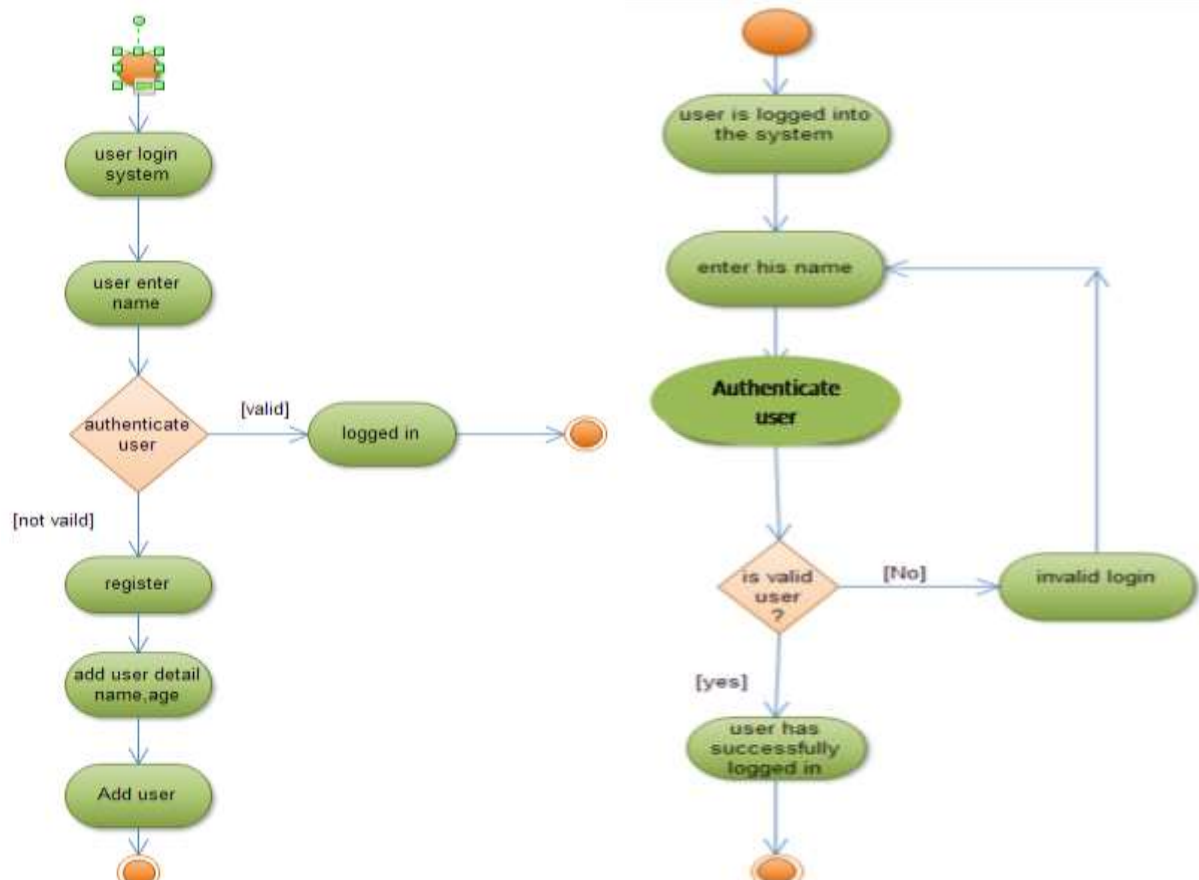 user login
system
user enter
name
authenticate
user
[valid]
logged in
[not vaild]
register
add user detail
name,age
Add user
user is logged into
the system
enter his name
Authenticate
user
is valid
user
?
[No]
invalid login
[yes]
user has
successfully
logged in